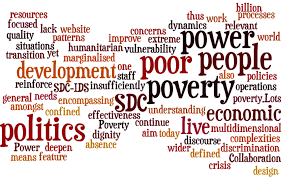 resources
focused
quality
lack website
patterns
situations
transition yet
humanitarian
marginalised
concerns
improve extreme
vulnerability
thus work
dynamics
relevant
billion
processes
often
power world
development poor people
one
staff
also policies
reinforce SDC-IDS insufficiently
general needs encompassing
poverty
operations
poverty.Lots
amongst
confined
SDC
understanding
economic
effectiveness
politics
Poverty
dignity
continue
aim today
live
multidimensional
complexities
discourse
discrimination
wider
defined
Collaboration
Power, deepen
means feature
absence
crisis
design